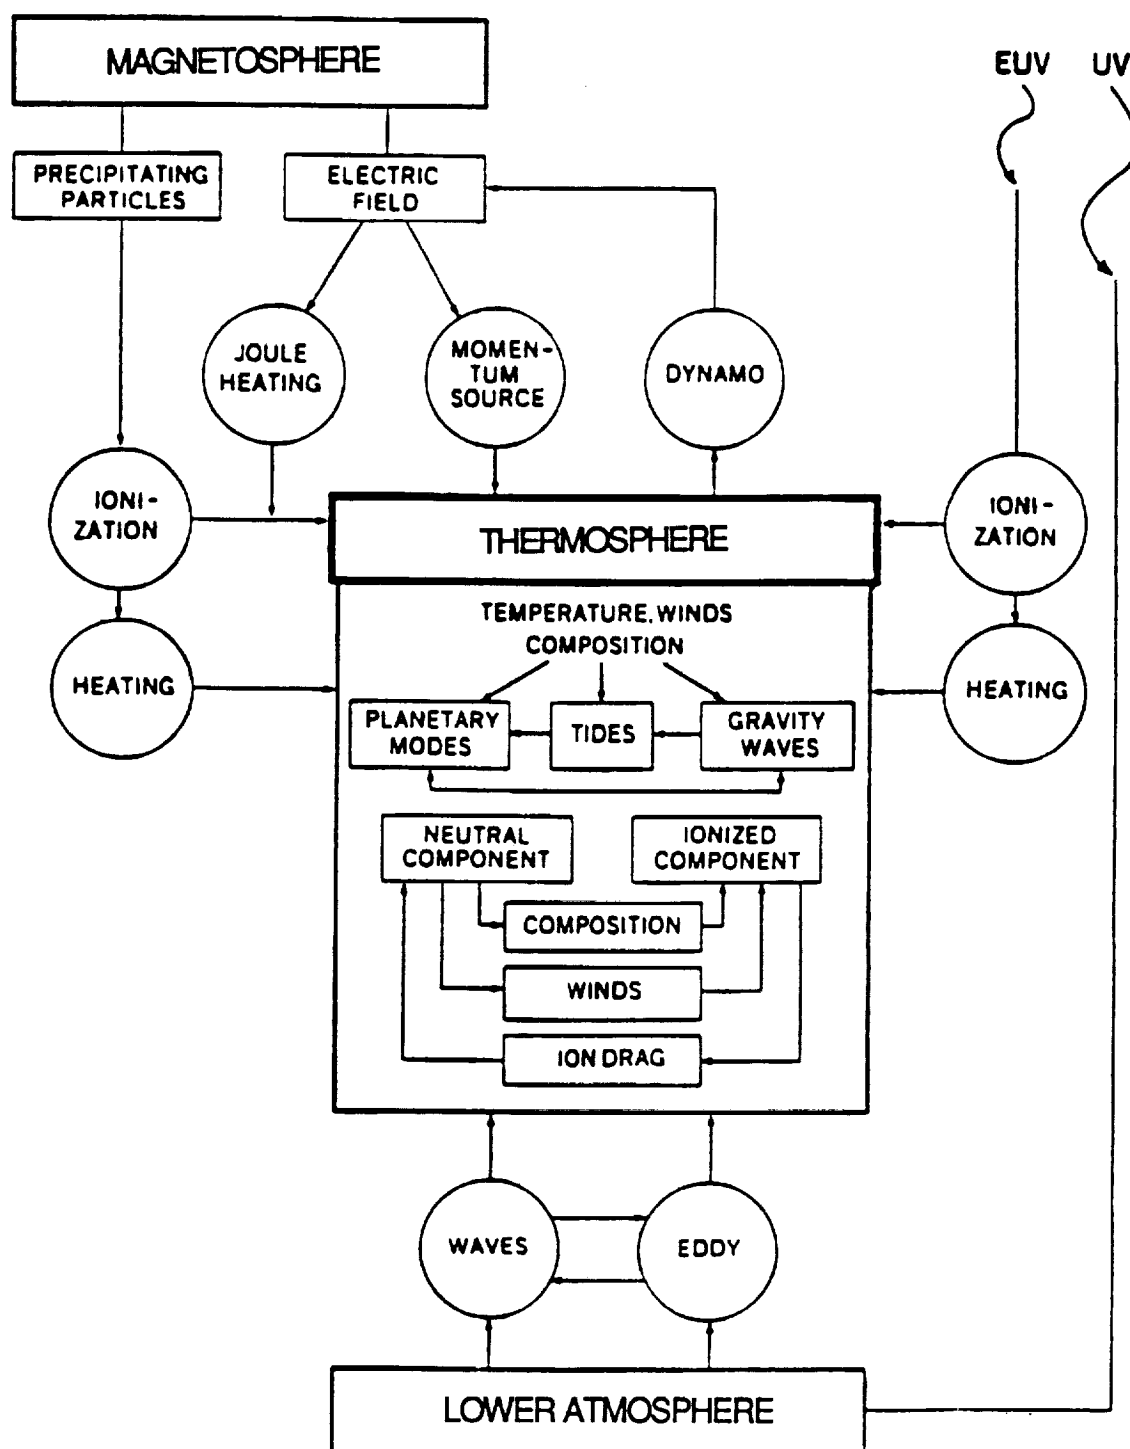 MAGNETOSPHERE
EUV UV
PRECIPITATING
PARTICLES
ELECTRIC
FIELD
JOULE
HEATING
MOMEN-
TUM
SOURCE
DYNAMO
IONI-
ZATION
THERMOSPHERE
IONI-
ZATION
TEMPERATURE, WINDS
COMPOSITION
HEATING
PLANETARY
MODES
TIDES
GRAVITY
WAVES
HEATING
NEUTRAL
COMPONENT
IONIZED
COMPONENT
COMPOSITION
WINDS
ION DRAG
WAVES
EDDY
LOWER ATMOSPHERE